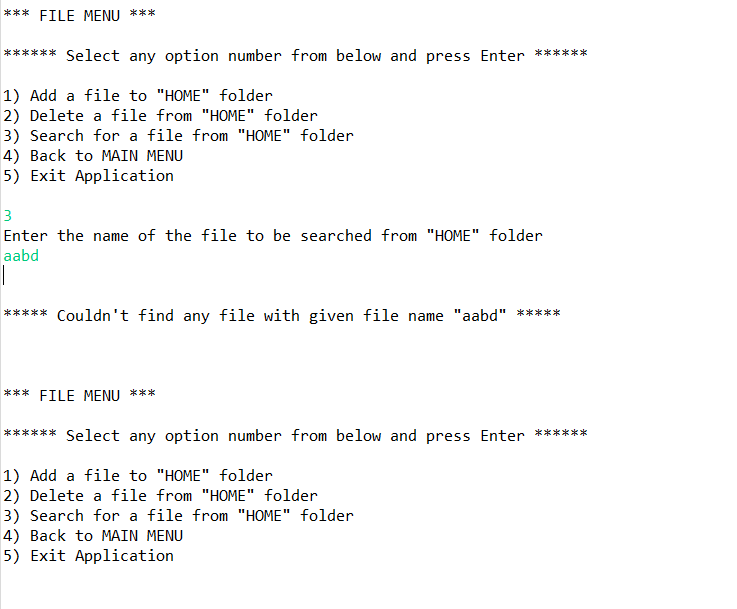 *** FILE MENU ***
****** Select any option number from below and press Enter ******
1) Add a file to "HOME" folder
2) Delete a file from "HOME" folder
3) Search for a file from "HOME" folder
4) Back to MAIN MENU
5) Exit Application
3
Enter the name of the file to be searched from "HOME" folder
aabd
***** Couldn't find any file with given file name "aabd" *****
*** FILE MENU ***
****** Select any option number from below and press Enter ******
1) Add a file to "HOME" folder
2) Delete a file from "HOME" folder
3) Search for a file from "HOME" folder
4) Back to MAIN MENU
5) Exit Application